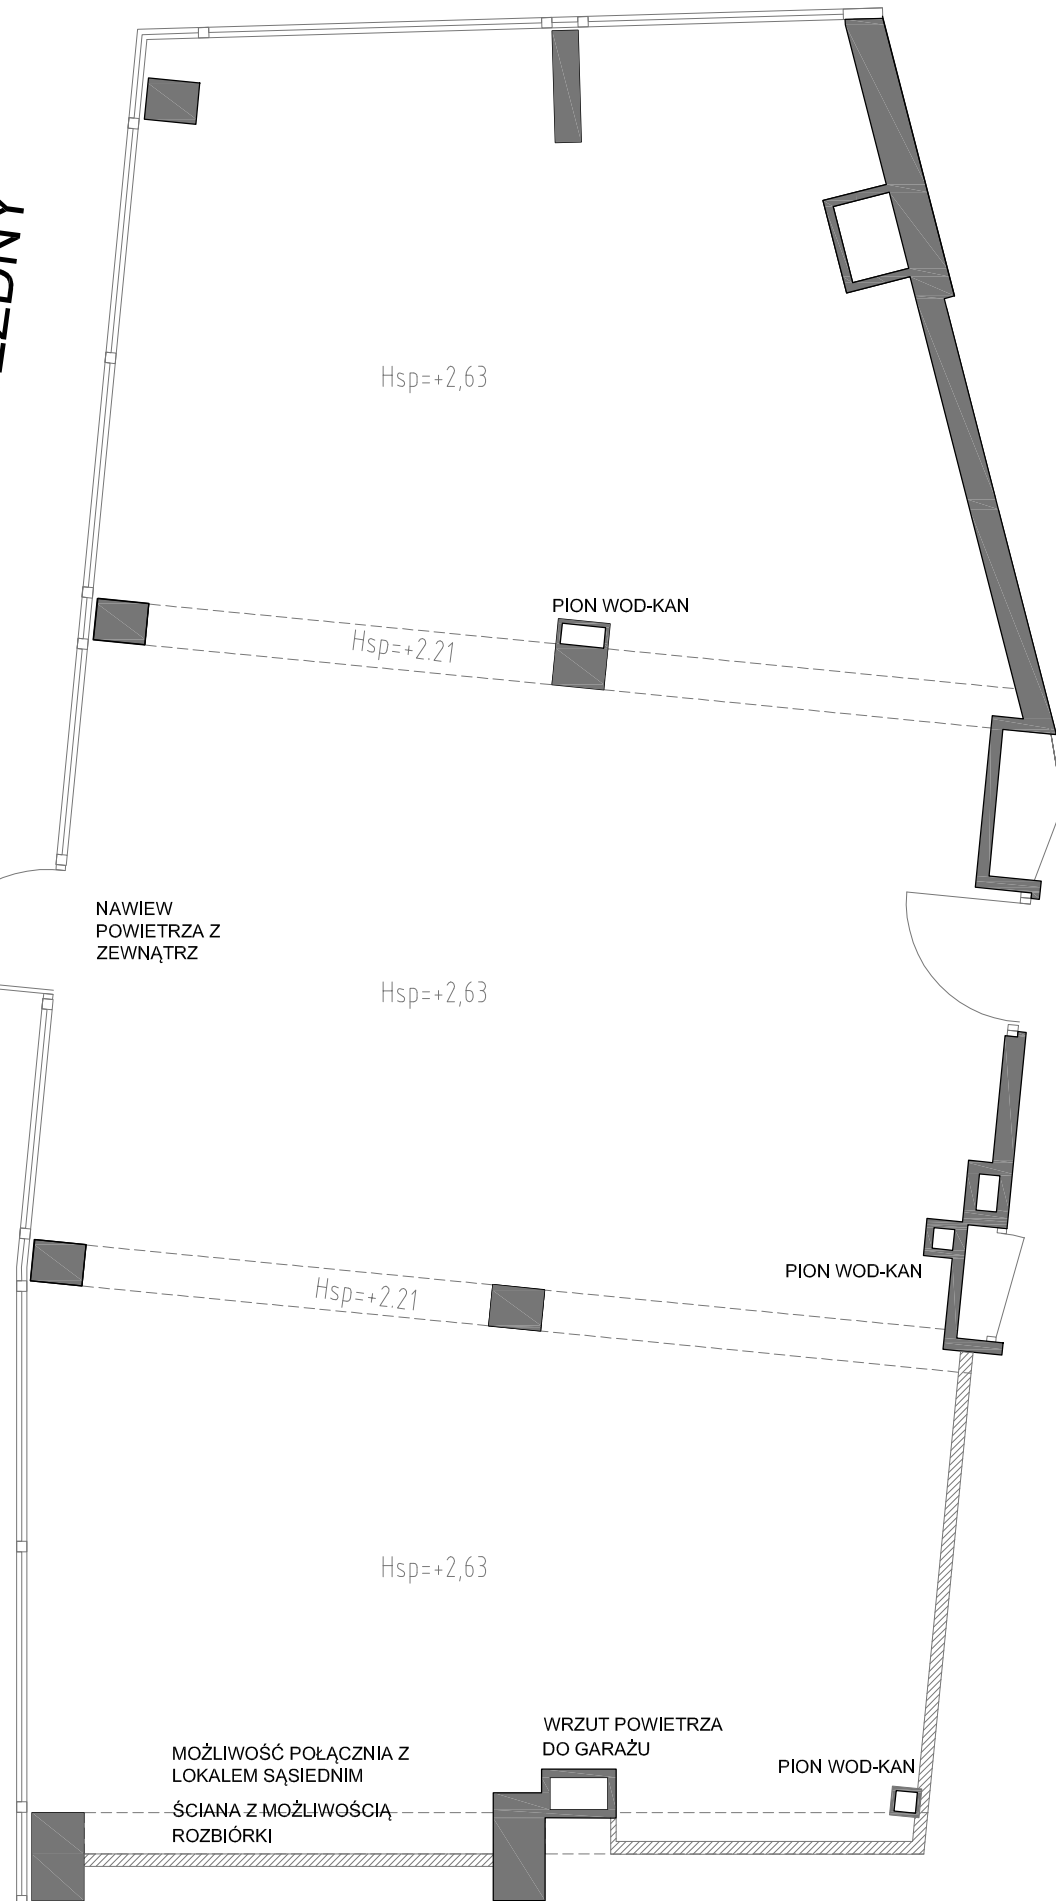 Hsp=+2,63
PION WOD-KAN
Hsp=+2.21
NAWIEW
POWIETRZA Z
ZEWNĄTRZ
Hsp=+2,63
PION WOD-KAN
Hsp=+2.21
Hsp=+2,63
WRZUT POWIETRZA
DO GARAŻU
MOŻLIWOŚĆ POŁĄCZNIA Z
LOKALEM SĄSIEDNIM
PION WOD-KAN
ŚCIANA Z MOŻLIWOŚCIĄ
ROZBIÓRKI